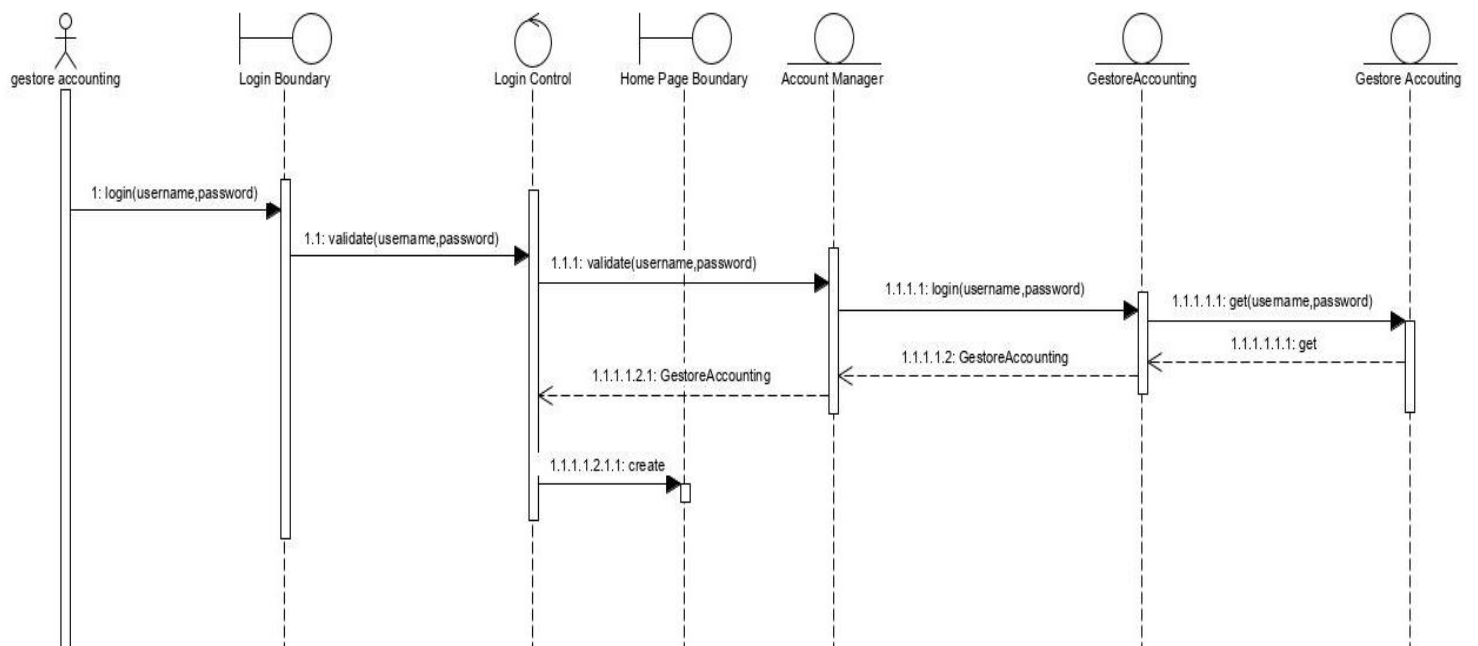 gestore accounting
Login Boundary
Login Control
Home Page Boundary
Account Manager
GestoreAccounting
Gestore Accouting
1: login(username,password)
1.1: validate(username,password)
1.1.1: validate(username,password)
1.1.1.1: login(username,password)
1.1.1.1.1: get(username,password)
1.1.1.1.1.1: get
1.1.1.1.2: GestoreAccounting
1.1.1.1.2.1: GestoreAccounting
1.1.1.1.2.1.1: create